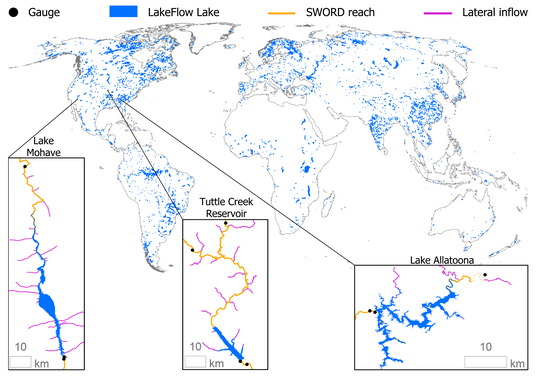 Gauge LakeFlow Lake SWORD reach Lateral inflow
Lake
Mohave
Tuttle Creek
Reservoir
Lake Allatoona
10
km
10
km
10
km